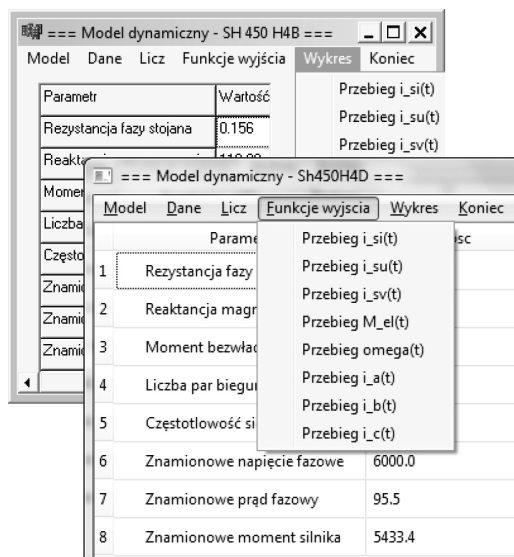 === Model dynamiczny - SH 450 H4B ===
Model Dane Licz Funkcje wyjścia Wykres Koniec
Parametr Wartość
Rezystancja fazy stojana 0.156
Przebieg i_si(t)
Przebieg i_su(t)
Przebieg i_sv(t)
=== Model dynamiczny - Sh450H4D ===
Model Dane Licz Funkcje wyjscia Wykres Koniec
Przebieg i_si(t)
Przebieg i_su(t)
Przebieg i_sv(t)
Przebieg M_el(t)
Przebieg omega(t)
Przebieg i_a(t)
Przebieg i_b(t)
Przebieg i_c(t)
1 Rezystancja fazy
2 Reaktancja magn
3 Moment bezwład
4 Liczba par biegu
5 Częstotlowość si
6 Znamionowe napięcie fazowe 6000.0
7 Znamionowe prąd fazowy 95.5
8 Znamionowe moment silnika 5433.4